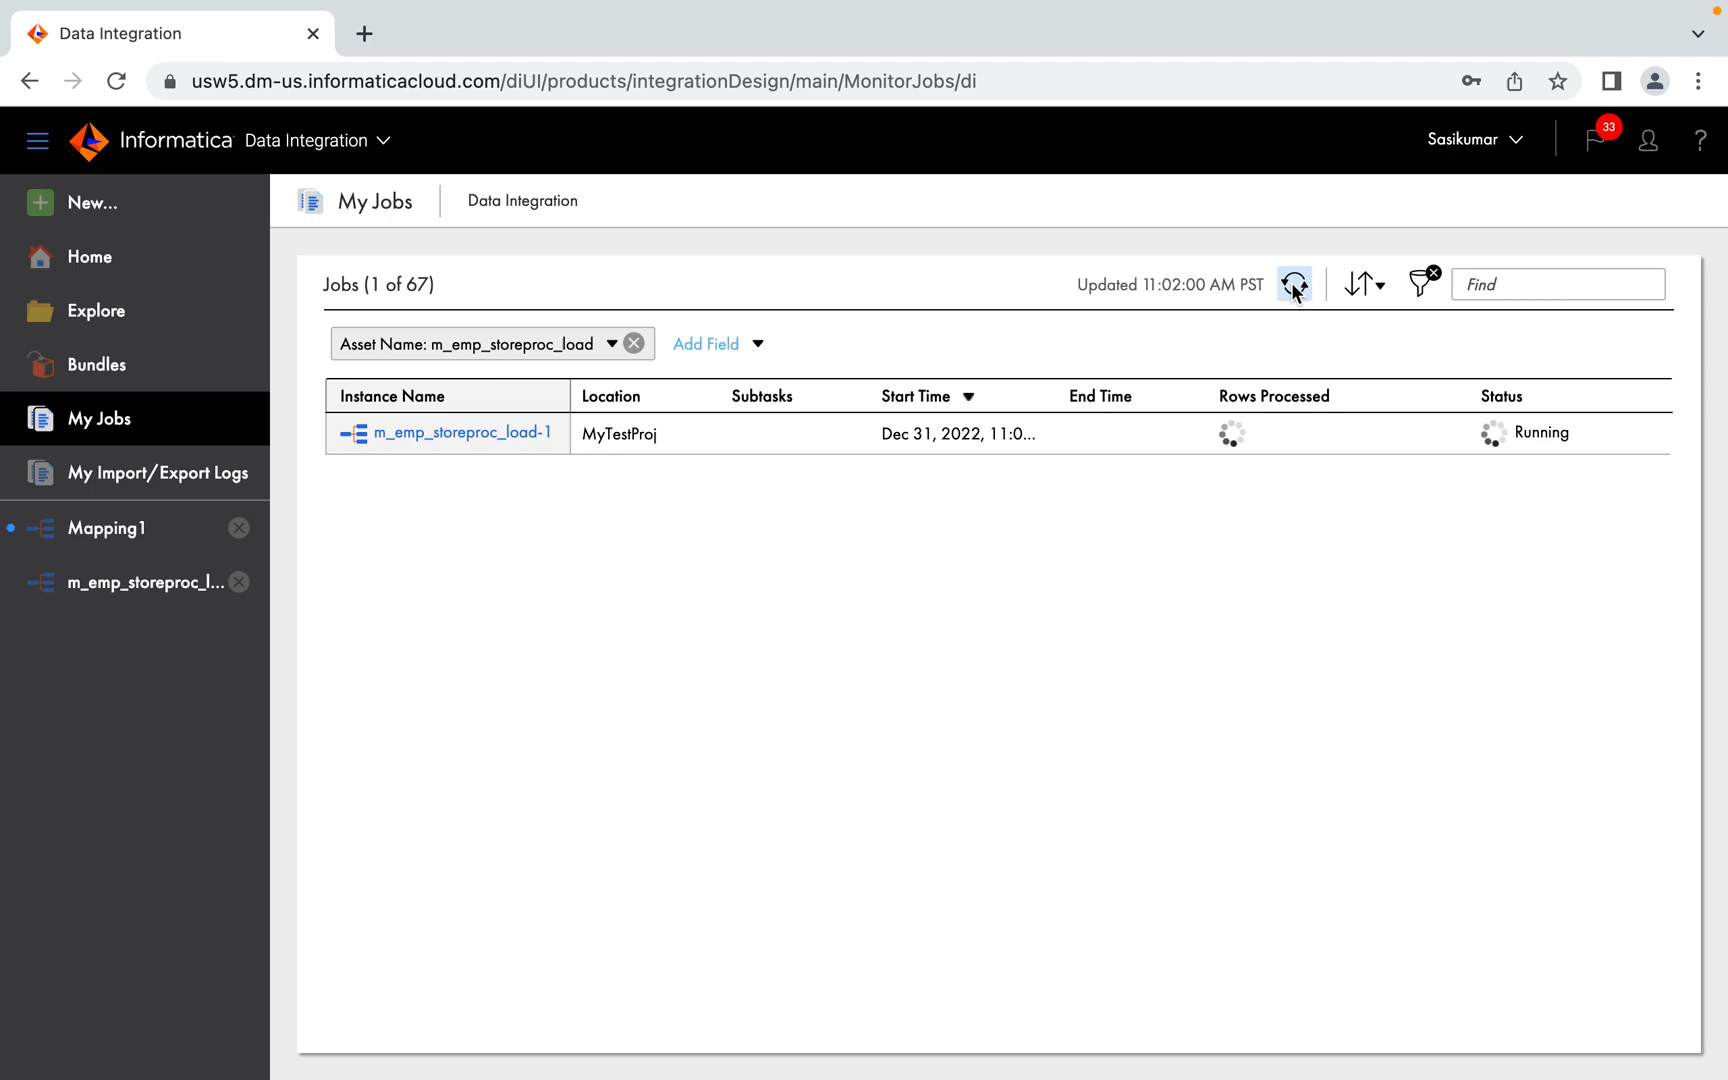 Data Integration
usw5.dm-us.informaticacloud.com/diUI/products/integrationDesign/main/MonitorJobs/di
Informatica Data Integration
Sasikumar
33
?
New...
Home
Explore
Bundles
My Jobs
My Import/Export Logs
Mapping1
m_emp_storeproc_l...
My Jobs
Data Integration
Jobs (1 of 67)
Updated 11:02:00 AM PST
Find
Asset Name: m_emp_storeproc_load
Add Field
Instance Name Location Subtasks Start Time End Time Rows Processed Status
m_emp_storeproc_load-1 MyTestProj Dec 31, 2022, 11:0... Running